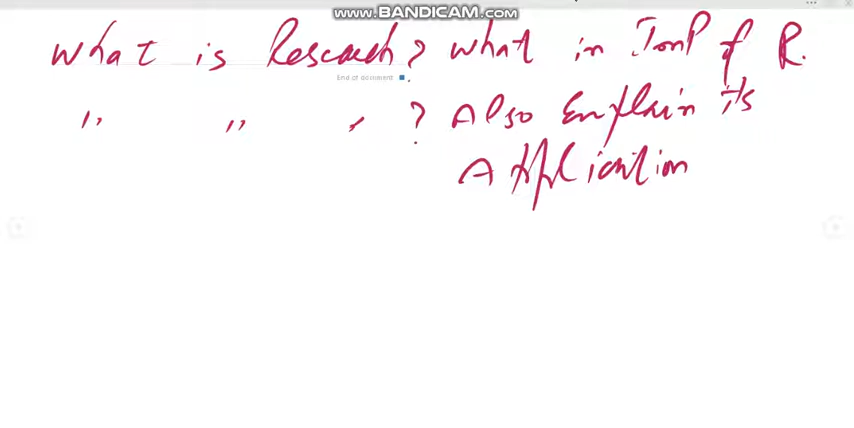 www.BANDICAM.com
What is Research? What in Imp of R.
End of document
" " " ? Also Explain its
Application